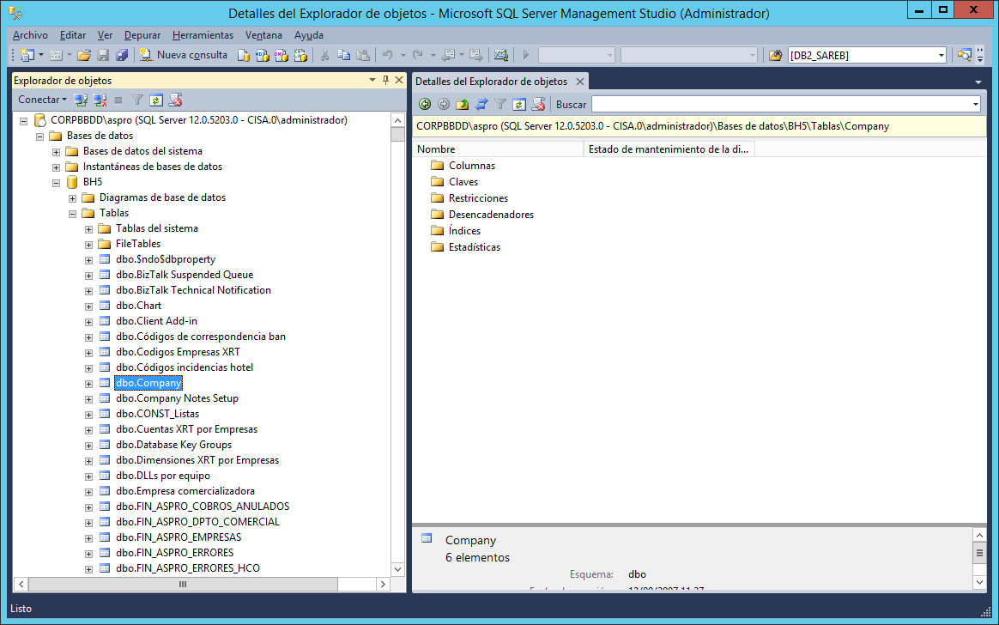 Detalles del Explorador de objetos - Microsoft SQL Server Management Studio (Administrador)
Archivo Editar Ver Depurar Herramientas Ventana Ayuda
Nueva consulta [DB2_SAREB]
Explorador de objetos
Conectar
CORPBBDD\aspro (SQL Server 12.0.5203.0 - CISA.0\administrador)
Bases de datos
Bases de datos del sistema
Instantáneas de bases de datos
BH5
Diagramas de base de datos
Tablas
Tablas del sistema
FileTables
dbo.$ndo$dbproperty
dbo.BizTalk Suspended Queue
dbo.BizTalk Technical Notification
dbo.Chart
dbo.Client Add-in
dbo.Códigos de correspondencia ban
dbo.Codigos Empresas XRT
dbo.Códigos incidencias hotel
dbo.Company
dbo.Company Notes Setup
dbo.CONST_Listas
dbo.Cuentas XRT por Empresas
dbo.Database Key Groups
dbo.Dimensiones XRT por Empresas
dbo.DLLs por equipo
dbo.Empresa comercializadora
dbo.FIN_ASPRO_COBROS_ANULADOS
dbo.FIN_ASPRO_DPTO_COMERCIAL
dbo.FIN_ASPRO_EMPRESAS
dbo.FIN_ASPRO_ERRORES
dbo.FIN_ASPRO_ERRORES_HCO
Detalles del Explorador de objetos
Buscar
CORPBBDD\aspro (SQL Server 12.0.5203.0 - CISA.0\administrador)\Bases de datos\BH5\Tablas\Company
Nombre Estado de mantenimiento de la di...
Columnas
Claves
Restricciones
Desencadenadores
Índices
Estadísticas
Company
6 elementos
Esquema: dbo
Listo